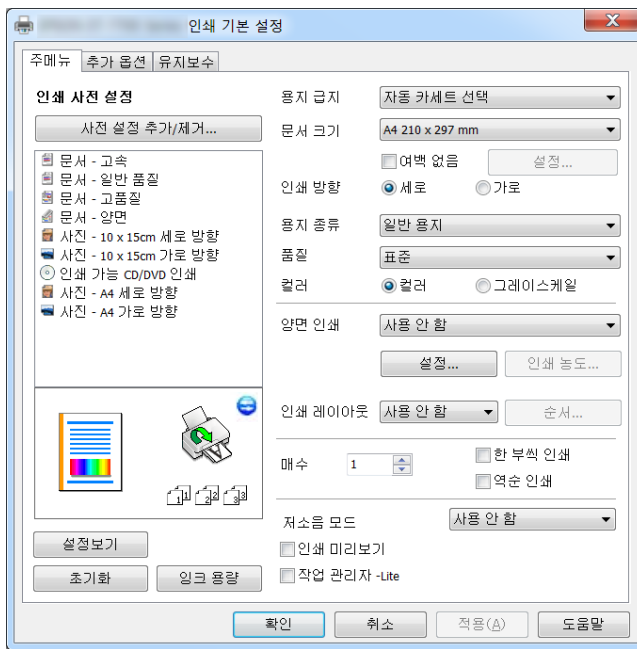 인쇄 기본 설정
주메뉴 추가 옵션 유지보수
인쇄 사전 설정
사전 설정 추가/제거...
문서 - 고속
문서 - 일반 품질
문서 - 고품질
문서 - 양면
사진 - 10 x 15cm 세로 방향
사진 - 10 x 15cm 가로 방향
인쇄 가능 CD/DVD 인쇄
사진 - A4 세로 방향
사진 - A4 가로 방향
1 1 2 2 3 3
설정보기
초기화 잉크 용량
용지 급지 자동 카세트 선택
문서 크기 A4 210 x 297 mm
여백 없음 설정...
인쇄 방향 세로 가로
용지 종류 일반 용지
품질 표준
컬러 컬러 그레이스케일
양면 인쇄 사용 안 함
설정... 인쇄 농도...
인쇄 레이아웃 사용 안 함 순서...
매수 1 한 부씩 인쇄
역순 인쇄
저소음 모드 사용 안 함
인쇄 미리보기
작업 관리자 -Lite
확인 취소 적용(A) 도움말